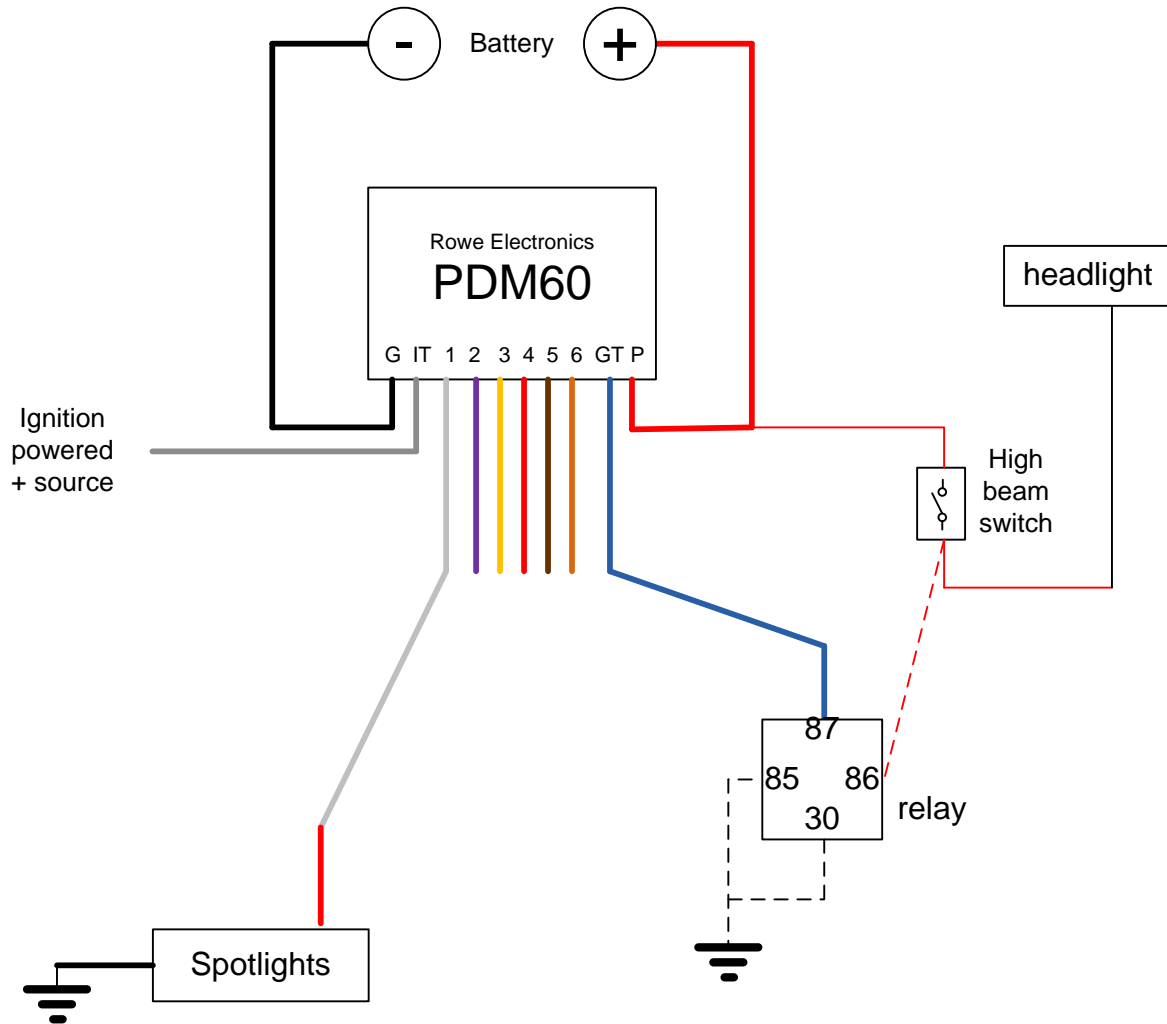 - Battery +
Rowe Electronics
PDM60
headlight
G IT 1 2 3 4 5 6 GT P
Ignition
powered
+ source
High
beam
switch
87
85 86
30
relay
Spotlights